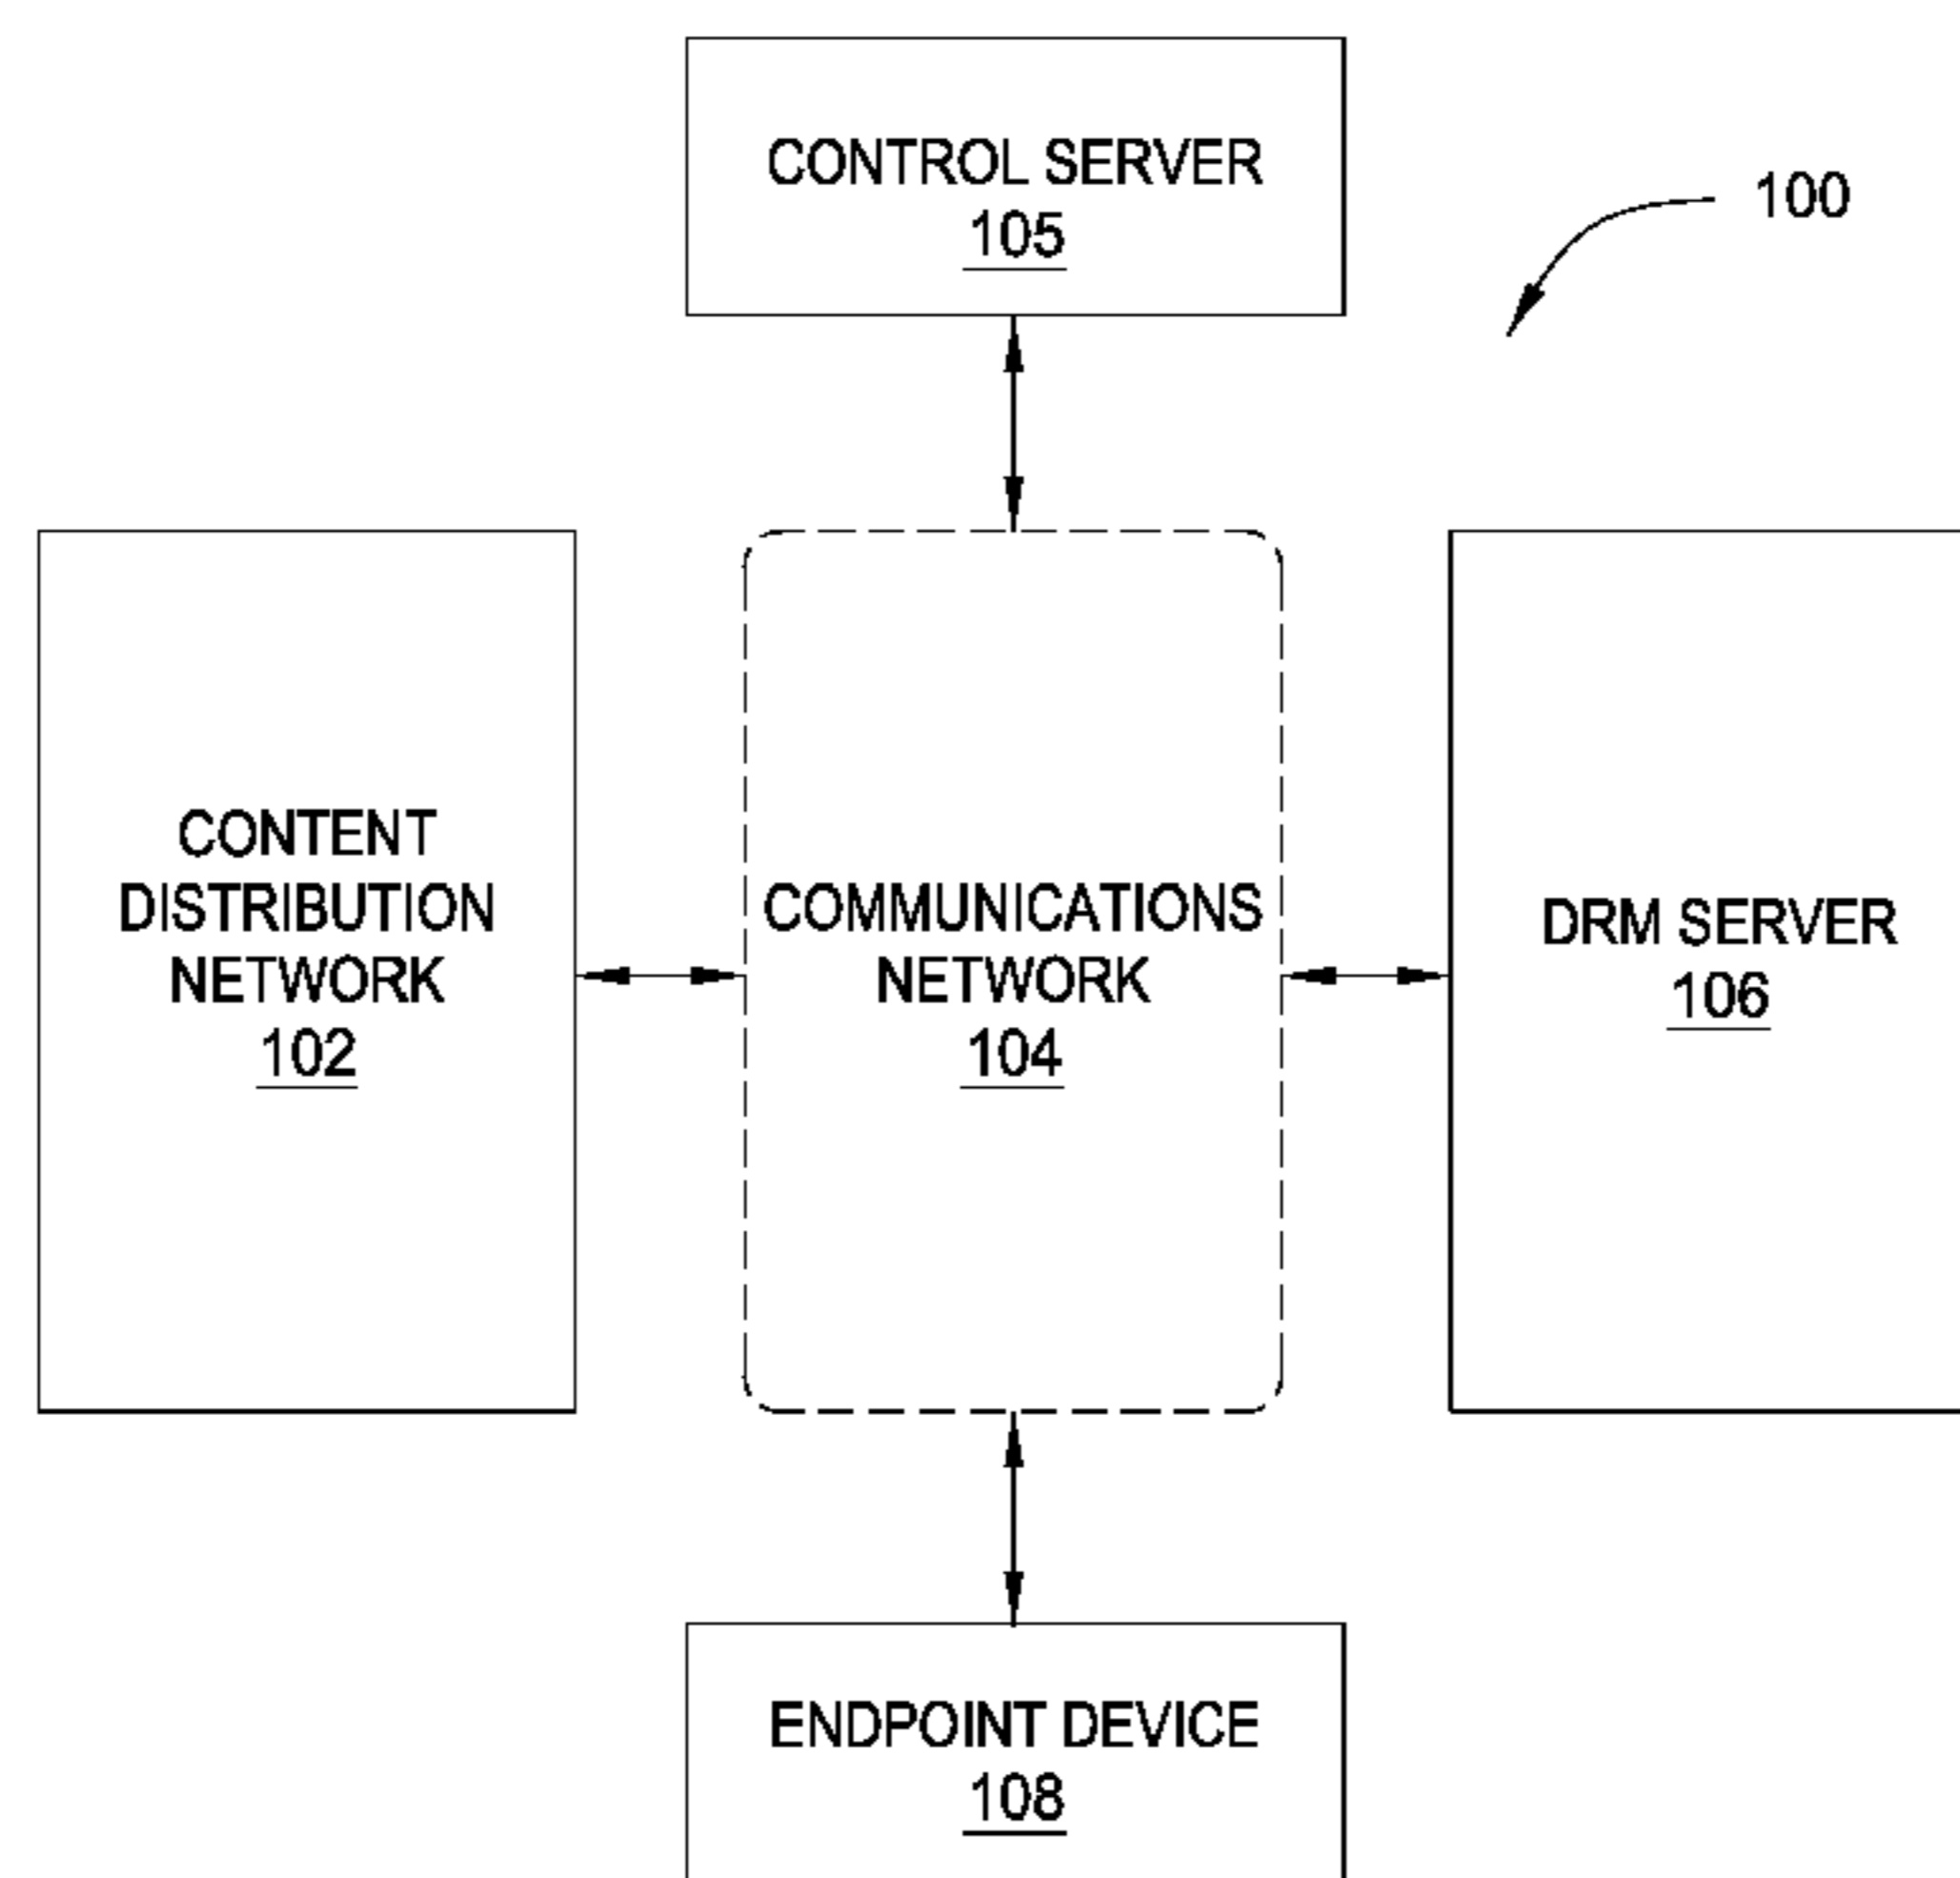 CONTROL SERVER
105
100
CONTENT
DISTRIBUTION
NETWORK
102
COMMUNICATIONS
NETWORK
104
DRM SERVER
106
ENDPOINT DEVICE
108